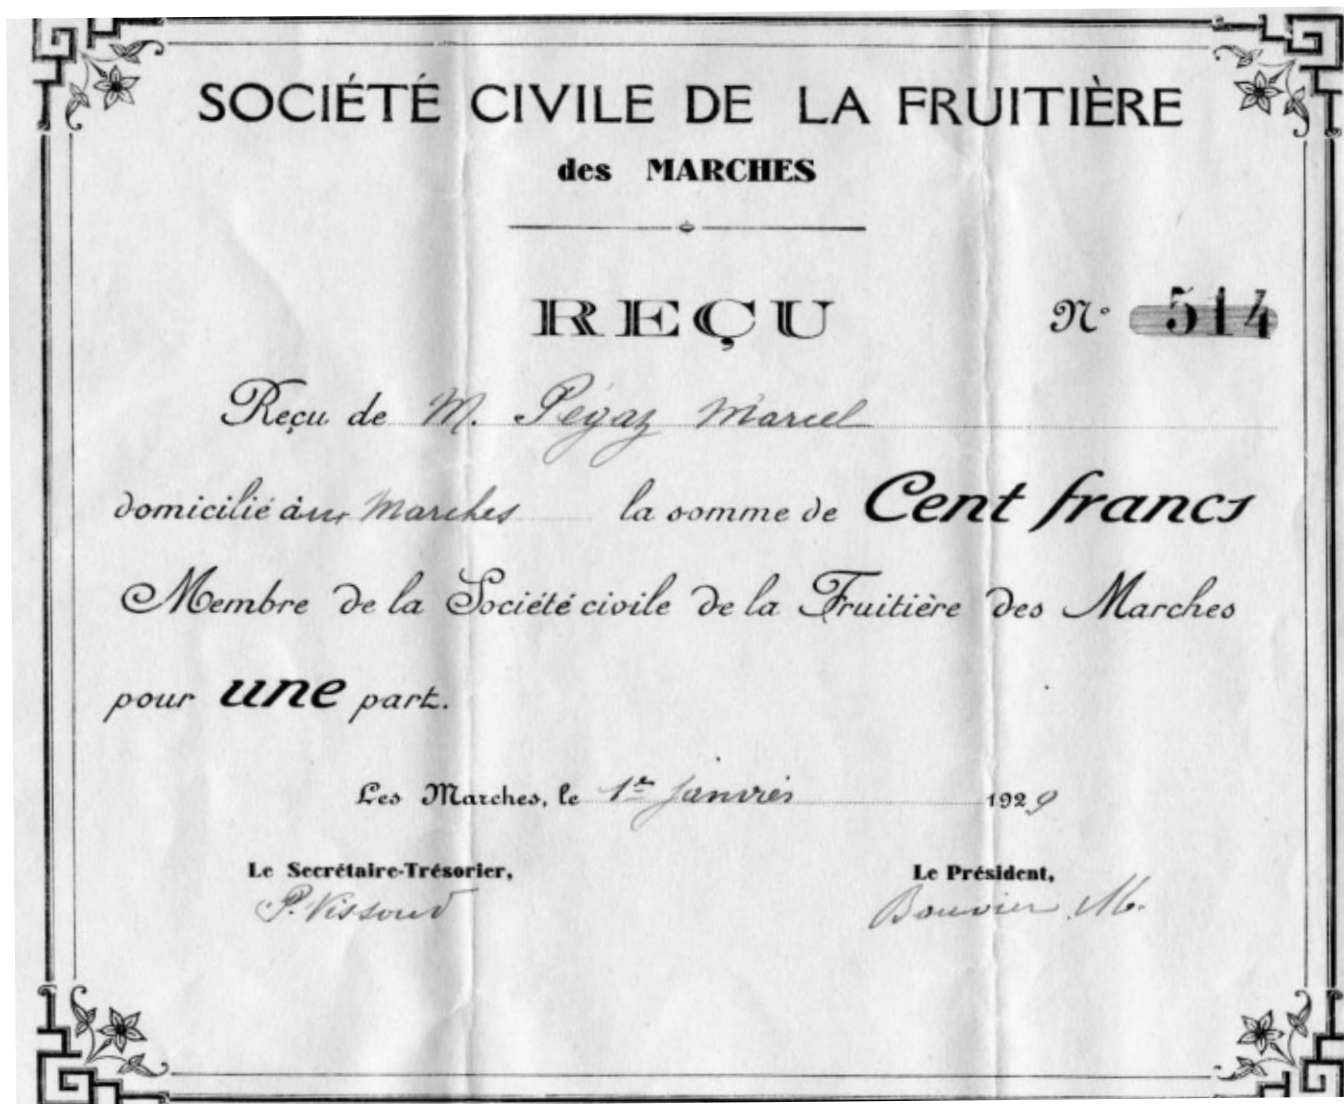 SOCIÉTÉ CIVILE DE LA FRUITIÈRE
des MARCHES
REÇU
N° 514
Reçu de M. Pégaz Marcel
domicilié aux Marches la somme de Cent francs
Membre de la Société civile de la Fruitière des Marches
pour une part.
Les Marches, le 1er janvier 1929
Le Secrétaire-Trésorier,
Le Président,
P. Vissoud
Bouvier M.